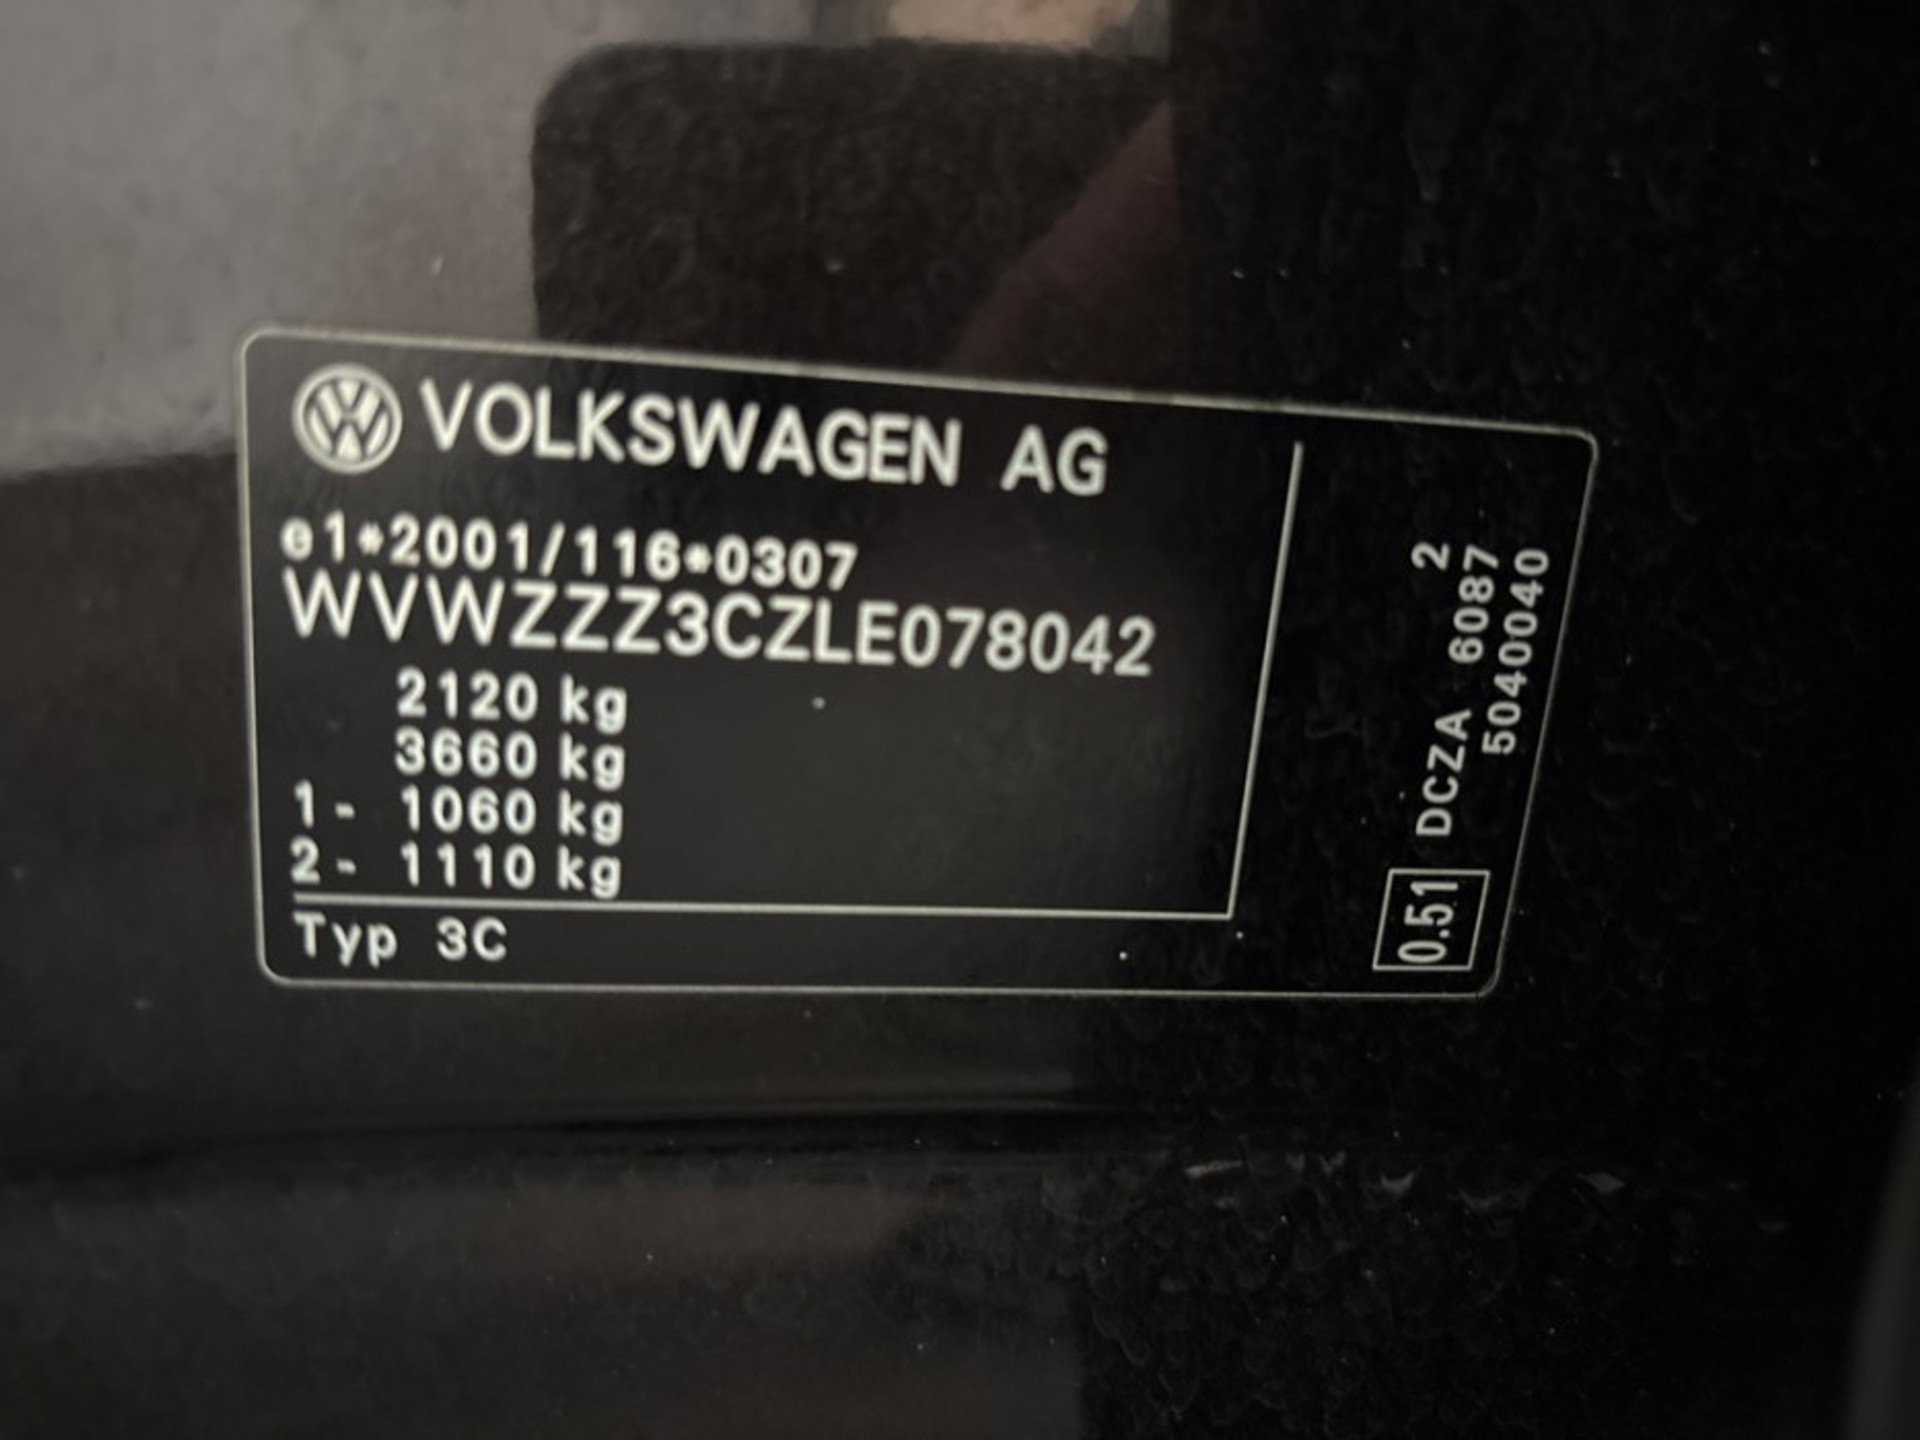 VOLKSWAGEN AG
e1*2001/116*0307
WVWZZZ3CZLE078042
2120 kg
3660 kg
1- 1060 kg
2- 1110 kg
Typ 3C
2
DCZA 6087
5040040
0.51